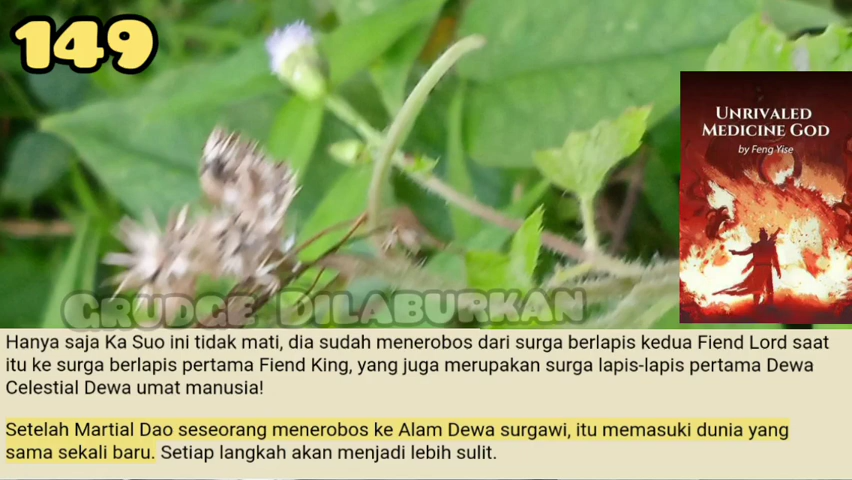 149
UNRIVALED
MEDICINE GOD
by Feng Yise
GRUDGE DILABURKAN
Hanya saja Ka Suo ini tidak mati, dia sudah menerobos dari surga berlapis kedua Fiend Lord saat
itu ke surga berlapis pertama Fiend King, yang juga merupakan surga lapis-lapis pertama Dewa
Celestial Dewa umat manusia!
Setelah Martial Dao seseorang menerobos ke Alam Dewa surgawi, itu memasuki dunia yang
sama sekali baru. Setiap langkah akan menjadi lebih sulit.